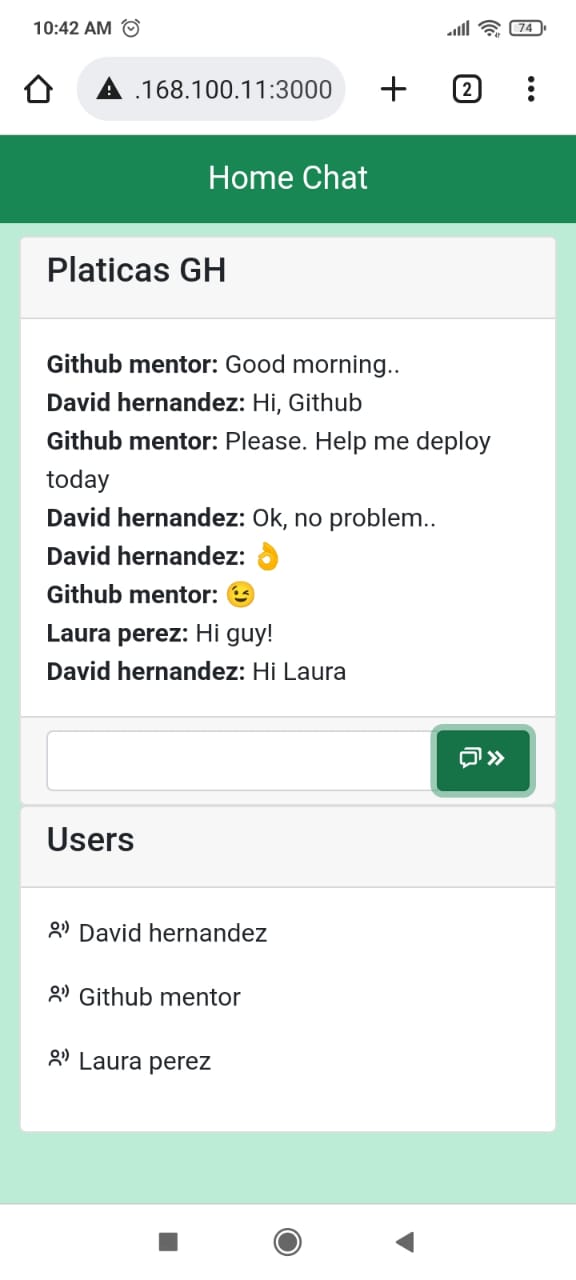 10:42 AM
74
.168.100.11:3000
2
Home Chat
Platicas GH
Github mentor: Good morning..
David hernandez: Hi, Github
Github mentor: Please. Help me deploy
today
David hernandez: Ok, no problem..
David hernandez: 👌
Github mentor: 😉
Laura perez: Hi guy!
David hernandez: Hi Laura
Users
David hernandez
Github mentor
Laura perez